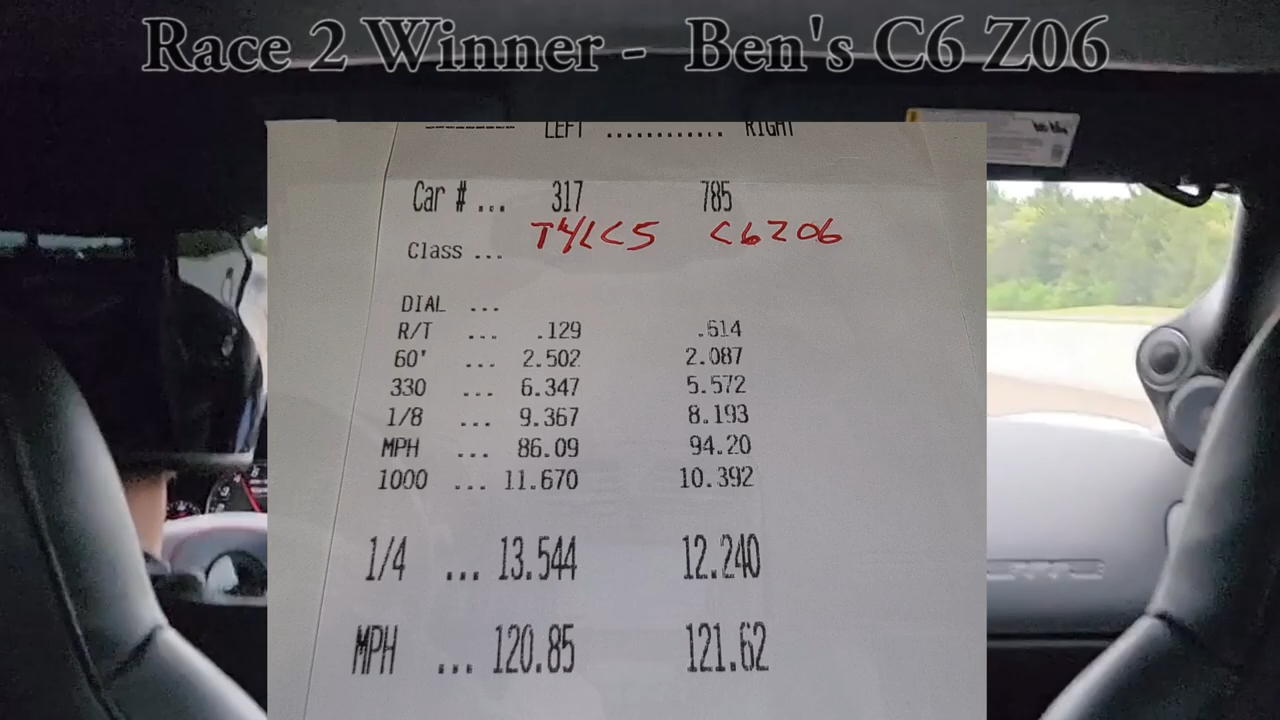 Race 2 Winner - Ben's C6 Z06
--------- LEFT ............ RIGHT
Car # ... 317 785
T4/LC5 C6Z06
Class ...
DIAL ...
R/T ... .129 .614
60' ... 2.502 2.087
330 ... 6.347 5.572
1/8 ... 9.367 8.193
MPH ... 86.09 94.20
1000 ... 11.670 10.392
1/4 ... 13.544 12.240
MPH ... 120.85 121.62